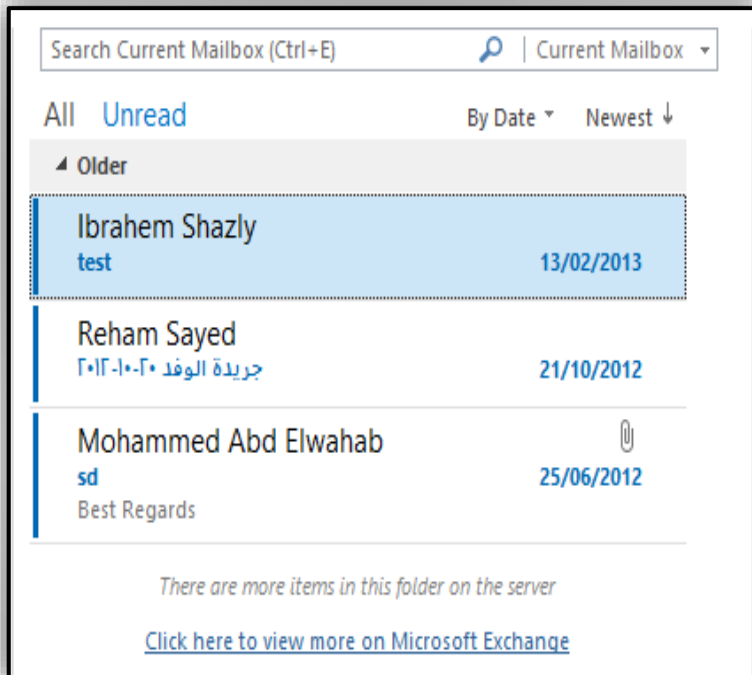 Search Current Mailbox (Ctrl+E) Current Mailbox
All Unread By Date Newest
Older
Ibrahem Shazly
test 13/02/2013
Reham Sayed
جريدة الوفد ٢٠-١٠-٢٠١٢ 21/10/2012
Mohammed Abd Elwahab
sd 25/06/2012
Best Regards
There are more items in this folder on the server
Click here to view more on Microsoft Exchange